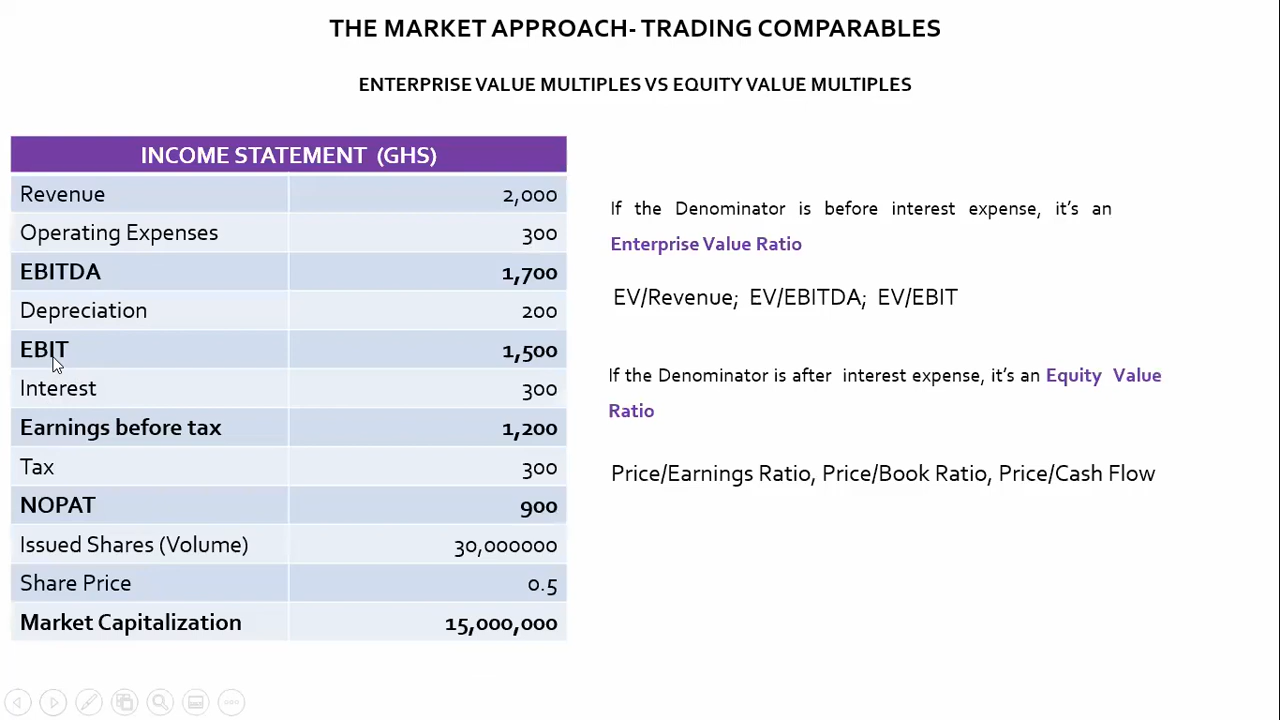 THE MARKET APPROACH- TRADING COMPARABLES
ENTERPRISE VALUE MULTIPLES VS EQUITY VALUE MULTIPLES
INCOME STATEMENT (GHS)
Revenue 2,000
Operating Expenses 300
EBITDA 1,700
Depreciation 200
EBIT 1,500
Interest 300
Earnings before tax 1,200
Tax 300
NOPAT 900
Issued Shares (Volume) 30,000000
Share Price 0.5
Market Capitalization 15,000,000
If the Denominator is before interest expense, it's an
Enterprise Value Ratio
EV/Revenue; EV/EBITDA; EV/EBIT
If the Denominator is after interest expense, it's an Equity Value
Ratio
Price/Earnings Ratio, Price/Book Ratio, Price/Cash Flow